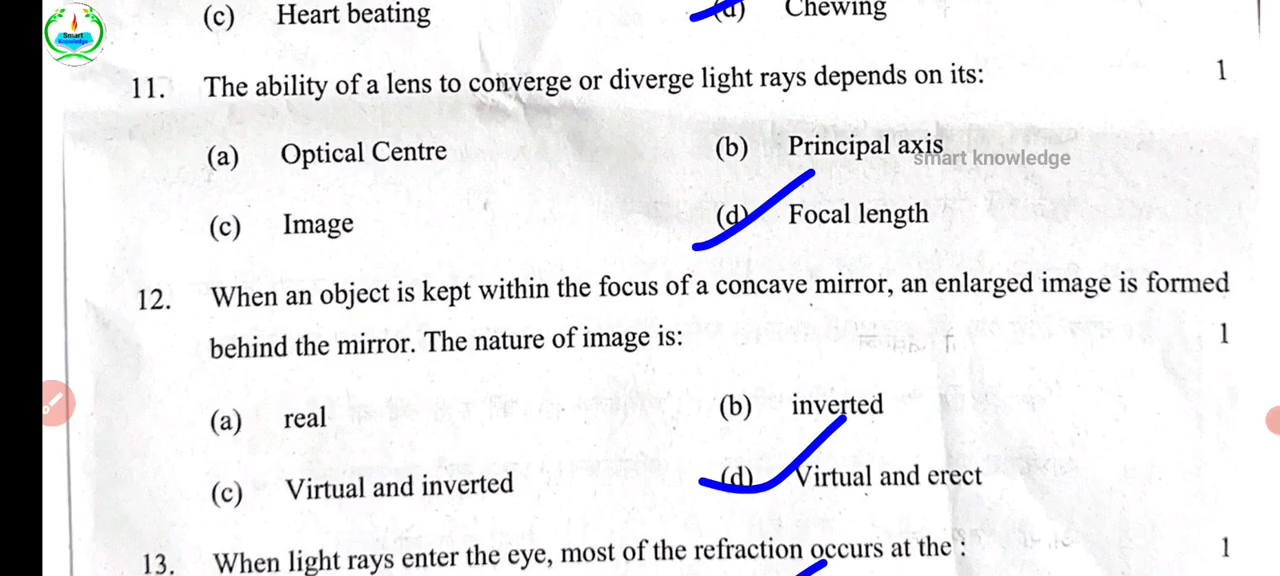 Smart
Knowledge
(c) Heart beating (d) Chewing
11. The ability of a lens to converge or diverge light rays depends on its: 1
(a) Optical Centre (b) Principal axis
smart knowledge
(c) Image (d) Focal length
12. When an object is kept within the focus of a concave mirror, an enlarged image is formed
behind the mirror. The nature of image is: 1
(a) real (b) inverted
(c) Virtual and inverted (d) Virtual and erect
13. When light rays enter the eye, most of the refraction occurs at the : 1